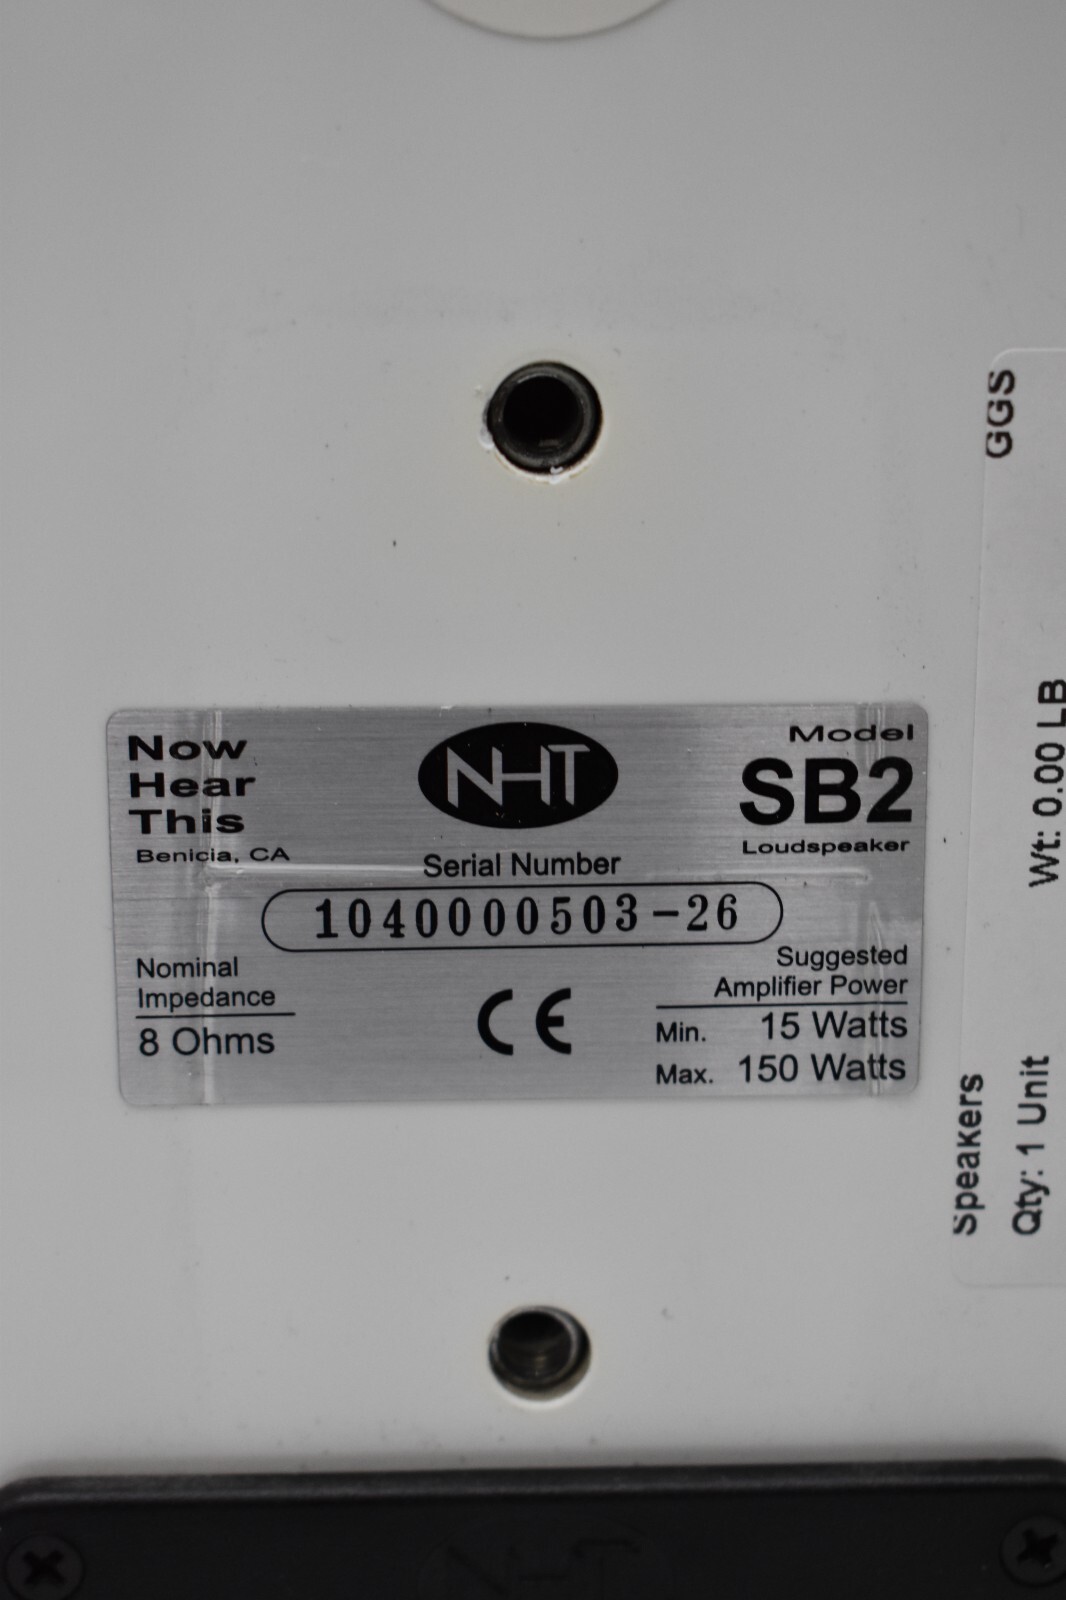 Now
Hear
This
Benicia, CA
NHT
Model
SB2
Loudspeaker
Serial Number
1040000503-26
Nominal
Impedance
8 Ohms
CE
Suggested
Amplifier Power
Min. 15 Watts
Max. 150 Watts
GGS
Speakers
Wt: 0.00 LB
Qty: 1 Unit
NHT